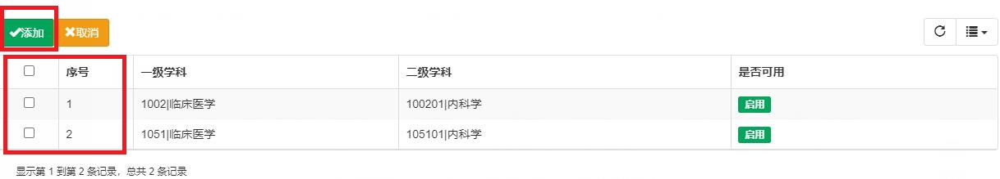 添加 取消
序号 一级学科 二级学科 是否可用
1 1002|临床医学 100201|内科学 启用
2 1051|临床医学 105101|内科学 启用
显示第 1 到第 2 条记录，总共 2 条记录